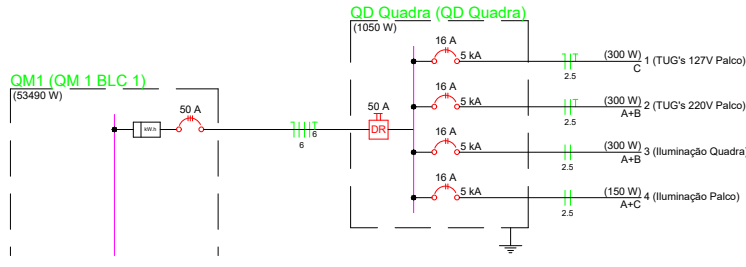 QD Quadra (QD Quadra)
(1050 W)
QM1 (QM 1 BLC 1)
(53490 W)
kW.h
50 A
6
6
50 A
DR
16 A
5 kA
2.5
(300 W)
C
1 (TUG's 127V Palco)
16 A
5 kA
2.5
(300 W)
A+B
2 (TUG's 220V Palco)
16 A
5 kA
2.5
(300 W)
A+B
3 (Iluminação Quadra)
16 A
5 kA
2.5
(150 W)
A+C
4 (Iluminação Palco)